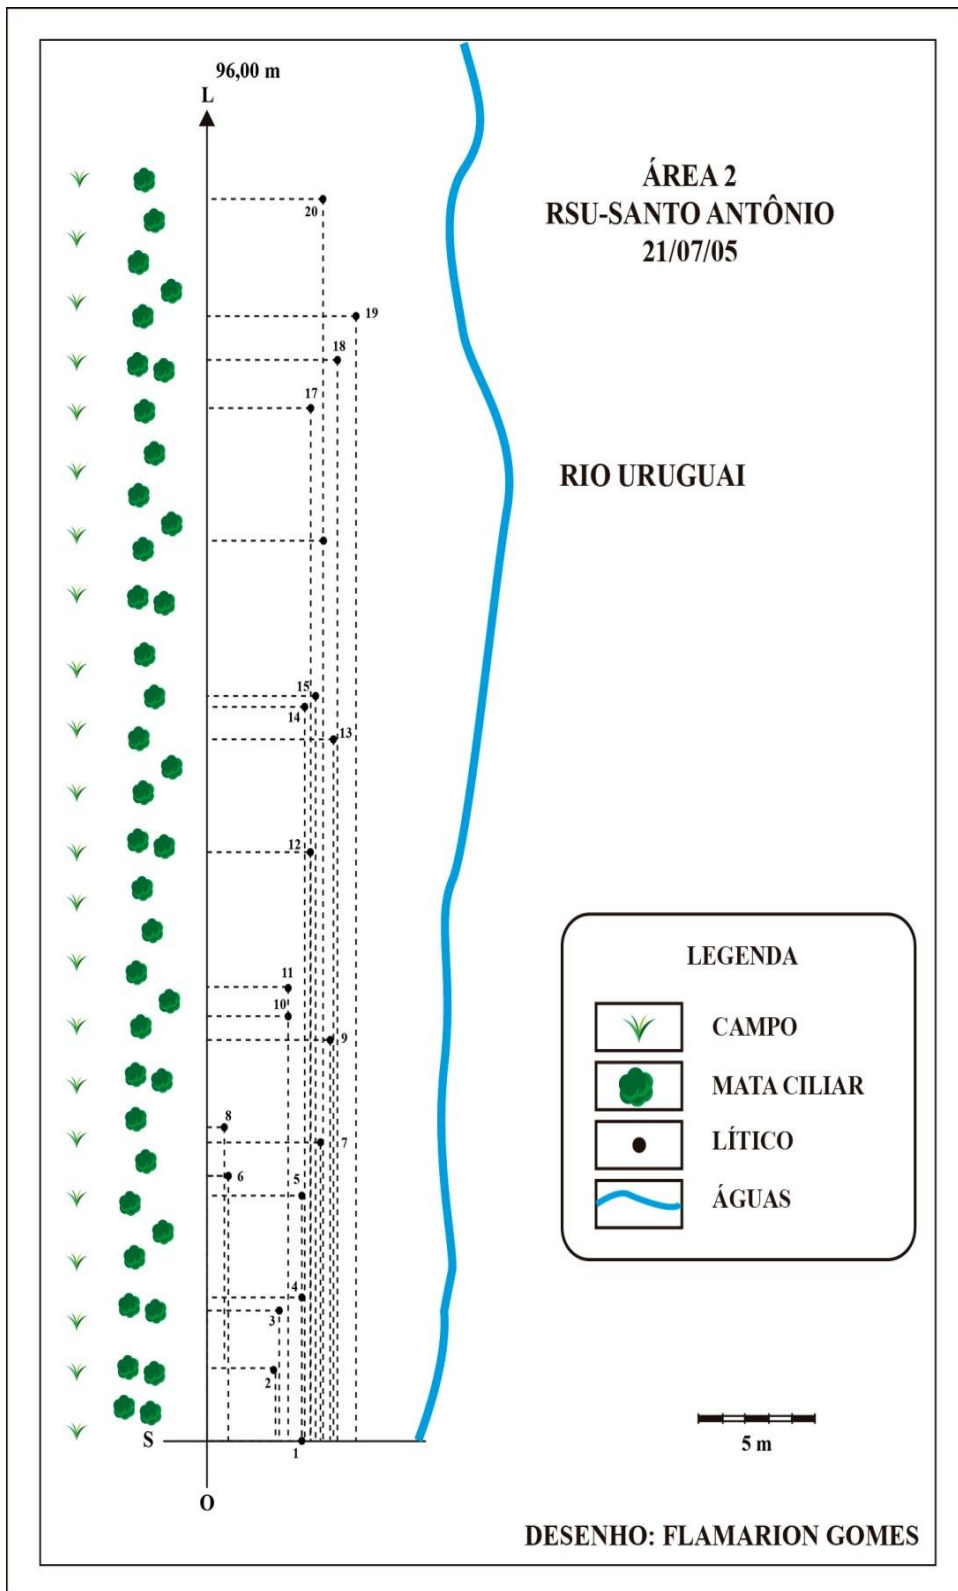 96,00 m
L
ÁREA 2
RSU-SANTO ANTÔNIO
21/07/05
20
19
18
17
RIO URUGUAI
15
14
13
12
11
10
9
8
7
6
5
4
3
2
1
S
O
LEGENDA
CAMPO
MATA CILIAR
LÍTICO
ÁGUAS
5 m
DESENHO: FLAMARION GOMES